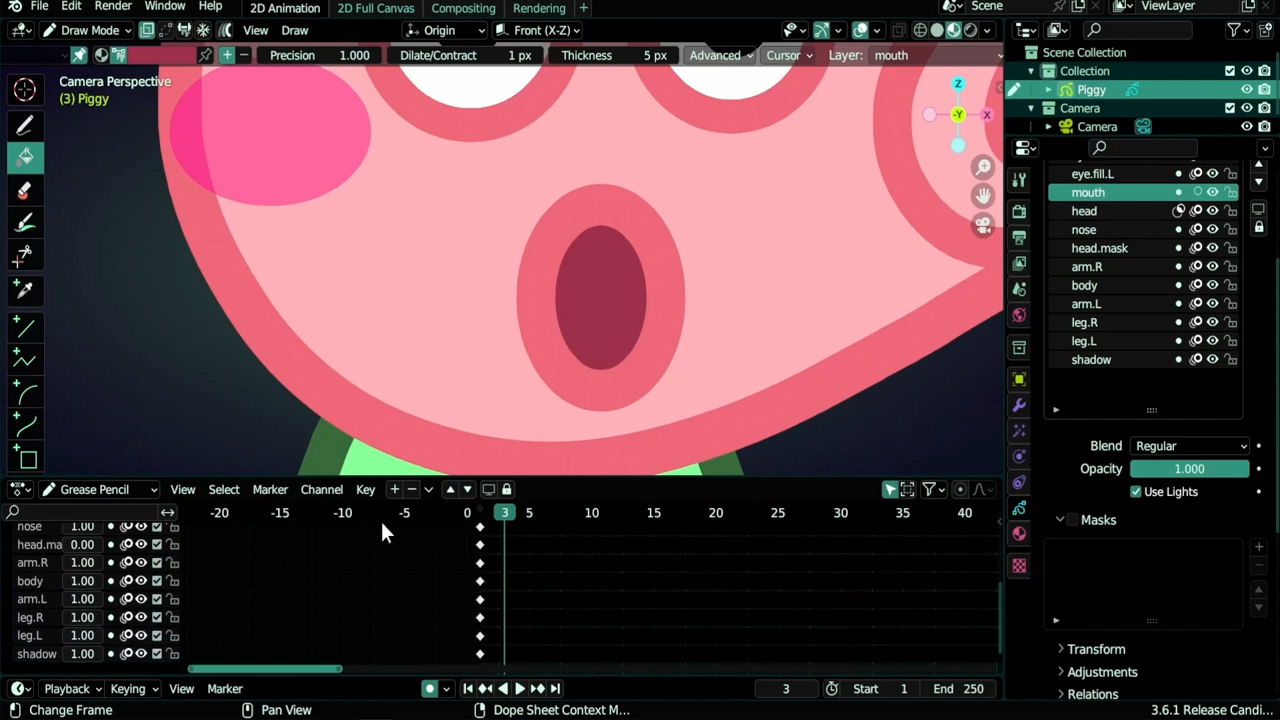 File Edit Render Window Help 2D Animation 2D Full Canvas Compositing Rendering + Scene ViewLayer
Draw Mode View Draw Origin Front (X-Z)
Precision 1.000 Dilate/Contract 1 px Thickness 5 px Advanced Cursor Layer: mouth
Camera Perspective
(3) Piggy
Z
-Y
X
Scene Collection
Collection
Piggy
Camera
Camera
eye.fill.L
mouth
head
nose
head.mask
arm.R
body
arm.L
leg.R
leg.L
shadow
Blend Regular
Opacity 1.000
Use Lights
Masks
Transform
Adjustments
Relations
Grease Pencil View Select Marker Channel Key
-20 -15 -10 -5 0 3 5 10 15 20 25 30 35 40
nose 1.00
head.ma 0.00
arm.R 1.00
body 1.00
arm.L 1.00
leg.R 1.00
leg.L 1.00
shadow 1.00
Playback Keying View Marker 3 Start 1 End 250
Change Frame Pan View Dope Sheet Context M... 3.6.1 Release Candi...